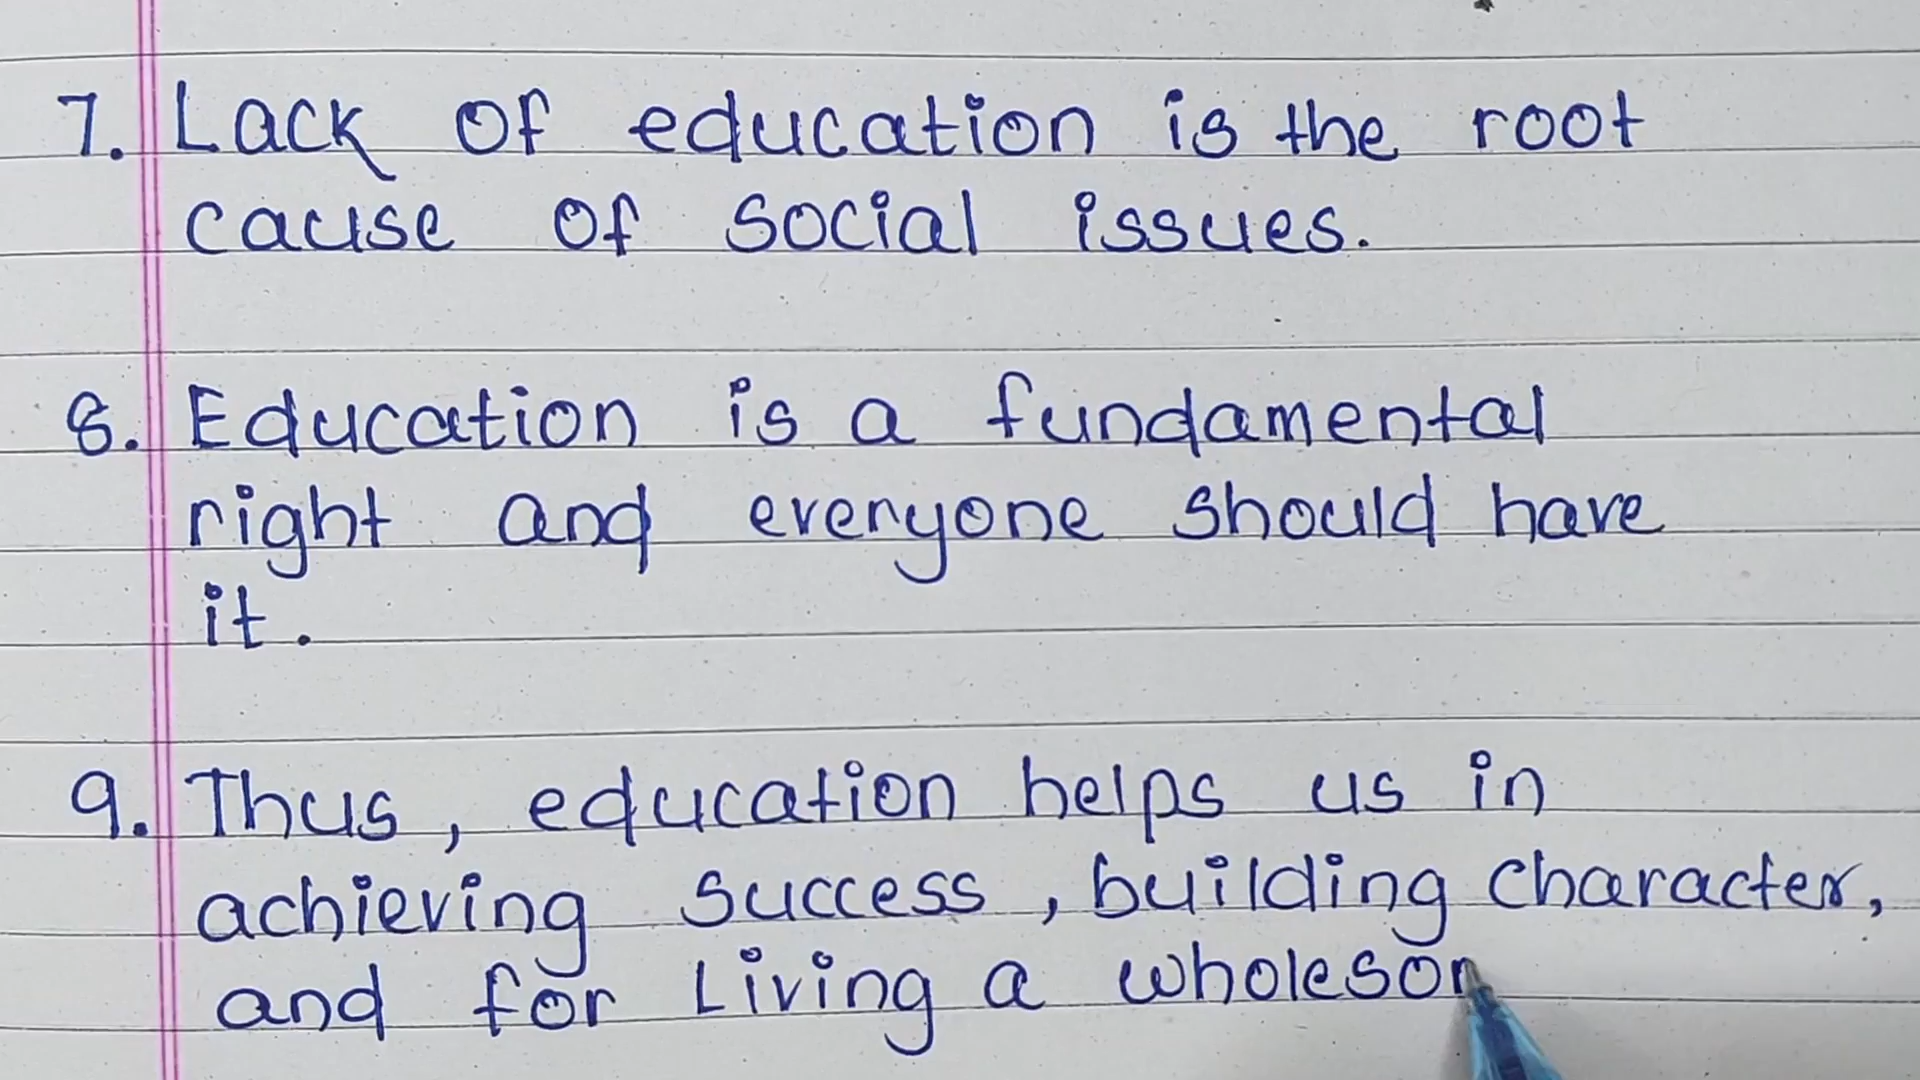 7. Lack of education is the root
cause of social issues.
8. Education is a fundamental
right and everyone should have
it.
9. Thus, education helps us in
achieving success, building character,
and for Living a